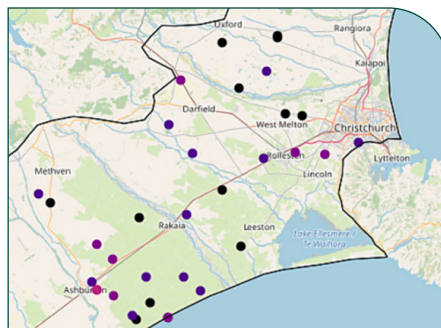 Oxford
Rangiora
Kaiapoi
Darfield
West Melton
Christchurch
Rolleston
Lyttelton
Lincoln
Methven
Rakaia
Leeston
Lake Ellesmere /
Te Waihora
Ashburton